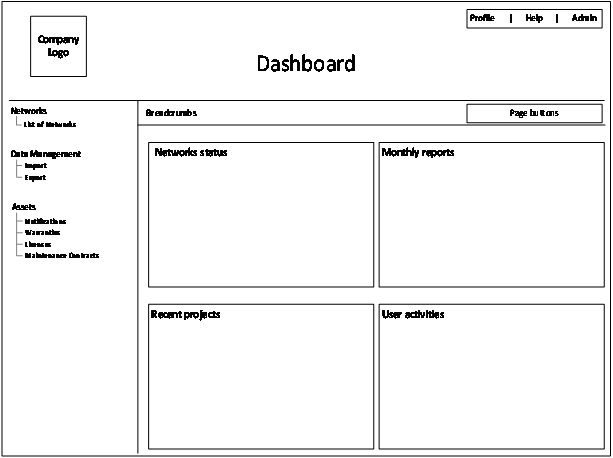 Company
Logo
Profile | Help | Admin
Dashboard
Networks
List of Networks
Data Management
Import
Export
Assets
Notifications
Warranties
Licenses
Maintenance Contracts
Breadcrumbs
Page buttons
Networks status
Monthly reports
Recent projects
User activities